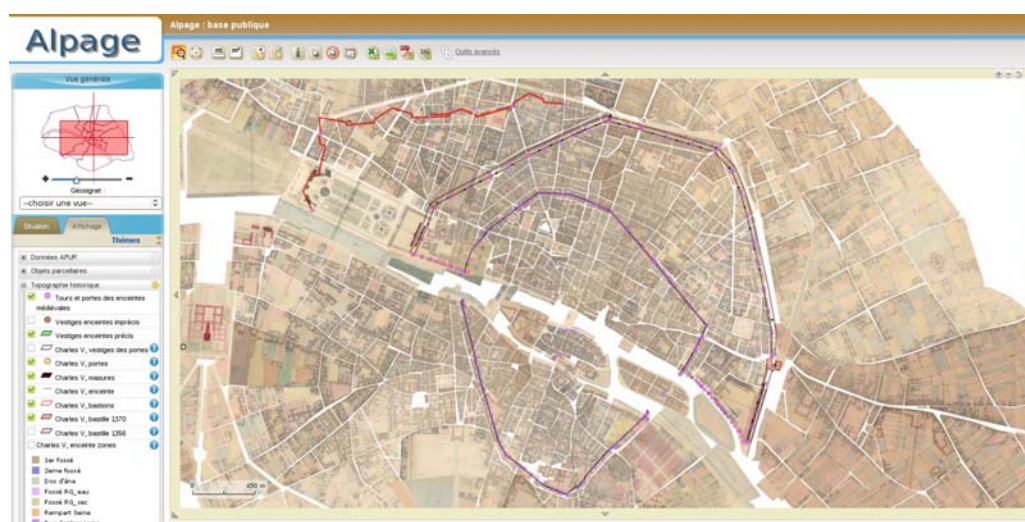 Alpage
Alpage : base publique
Outils avancés
Vue générale
+
−
Géosignet :
--choisir une vue--
Situation
Affichage
Thèmes
Données APUR
Objets parcellaires
Topographie historique
Tours et portes des enceintes
médiévales
Vestiges enceintes imprécis
Vestiges enceintes précis
Charles V, vestiges des portes
Charles V, portes
Charles V, masures
Charles V, enceinte
Charles V, bastions
Charles V, bastille 1370
Charles V, bastille 1356
Charles V, enceinte zones
1er Fossé
2eme fossé
Dos d'âne
Fossé RG_eau
Fossé RG_sec
Rempart Seine
0
450 m